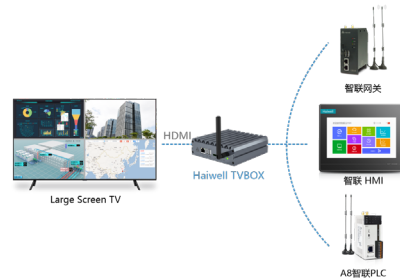 智联网关
HDMI
Haiwell
Haiwell TVBOX
智联 HMI
Large Screen TV
A8智联PLC